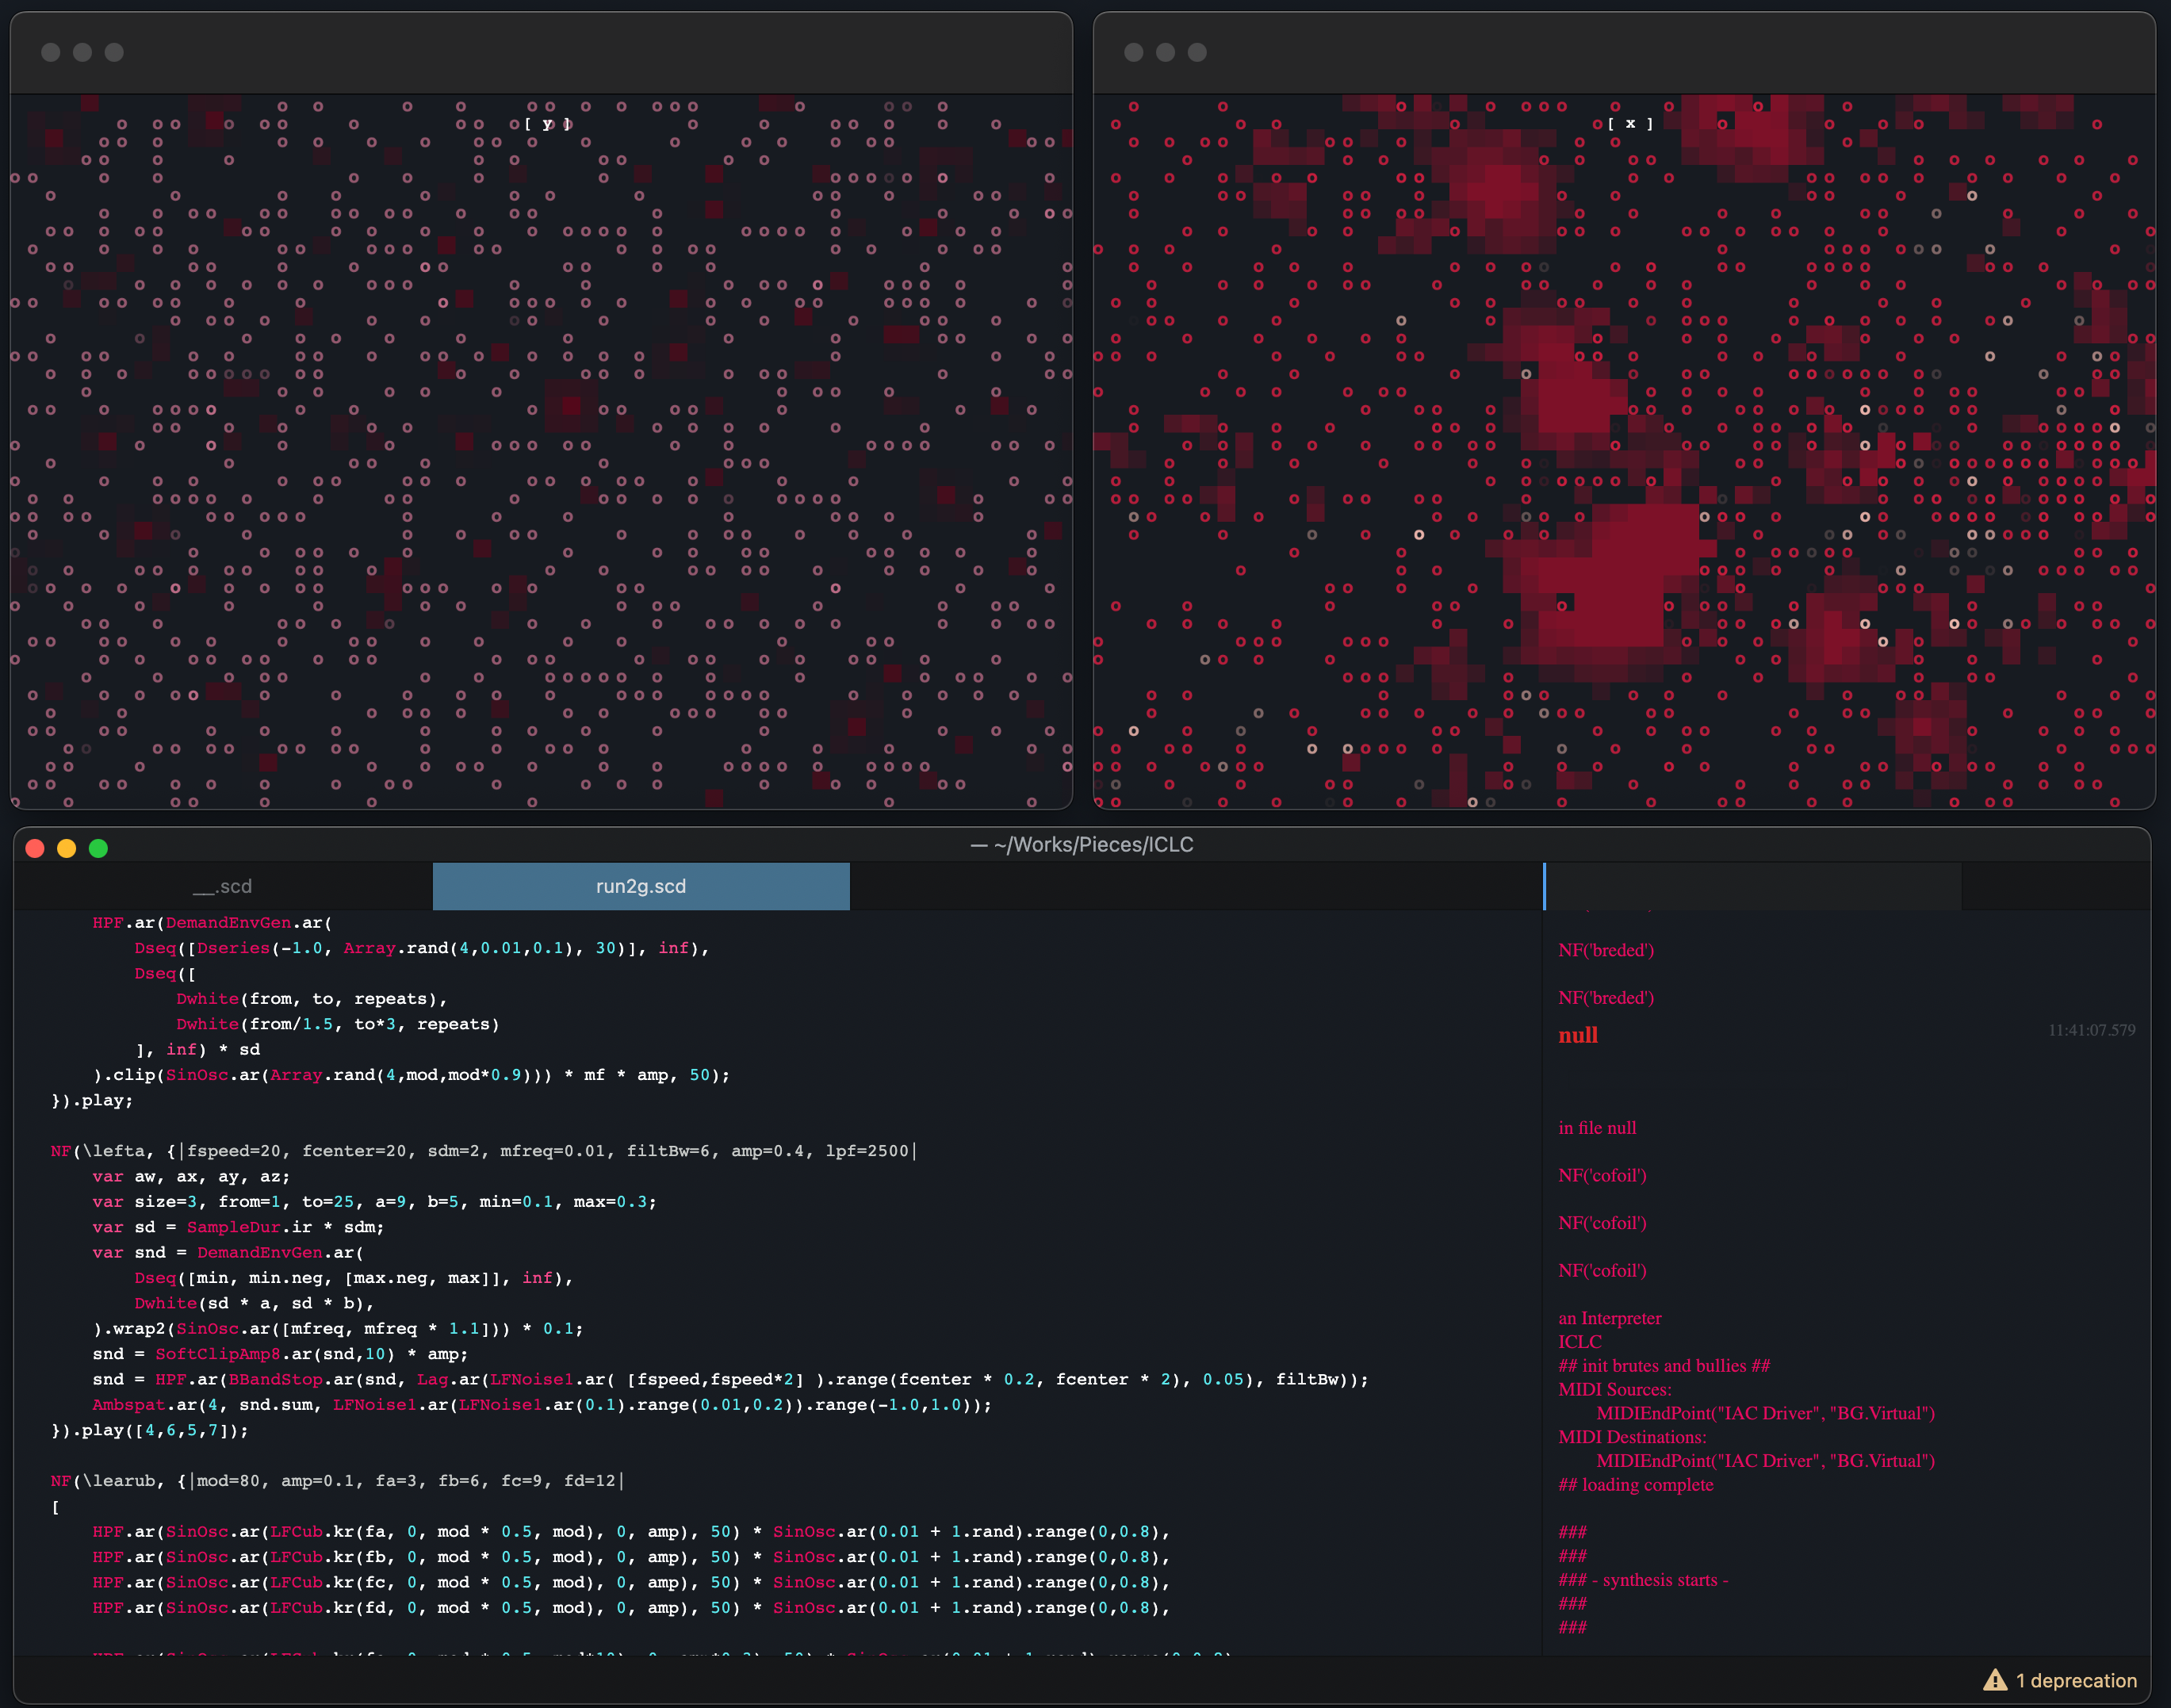 [ y ]
[ x ]
— ~/Works/Pieces/ICLC
__.scd
run2g.scd
HPF.ar(DemandEnvGen.ar(
Dseq([Dseries(-1.0, Array.rand(4,0.01,0.1), 30)], inf),
Dseq([
Dwhite(from, to, repeats),
Dwhite(from/1.5, to*3, repeats)
], inf) * sd
).clip(SinOsc.ar(Array.rand(4,mod,mod*0.9))) * mf * amp, 50);
}).play;
NF(\lefta, {|fspeed=20, fcenter=20, sdm=2, mfreq=0.01, filtBw=6, amp=0.4, lpf=2500|
var aw, ax, ay, az;
var size=3, from=1, to=25, a=9, b=5, min=0.1, max=0.3;
var sd = SampleDur.ir * sdm;
var snd = DemandEnvGen.ar(
Dseq([min, min.neg, [max.neg, max]], inf),
Dwhite(sd * a, sd * b),
).wrap2(SinOsc.ar([mfreq, mfreq * 1.1])) * 0.1;
snd = SoftClipAmp8.ar(snd,10) * amp;
snd = HPF.ar(BBandStop.ar(snd, Lag.ar(LFNoise1.ar( [fspeed,fspeed*2] ).range(fcenter * 0.2, fcenter * 2), 0.05), filtBw));
Ambspat.ar(4, snd.sum, LFNoise1.ar(LFNoise1.ar(0.1).range(0.01,0.2)).range(-1.0,1.0));
}).play([4,6,5,7]);
NF(\learub, {|mod=80, amp=0.1, fa=3, fb=6, fc=9, fd=12|
[
HPF.ar(SinOsc.ar(LFCub.kr(fa, 0, mod * 0.5, mod), 0, amp), 50) * SinOsc.ar(0.01 + 1.rand).range(0,0.8),
HPF.ar(SinOsc.ar(LFCub.kr(fb, 0, mod * 0.5, mod), 0, amp), 50) * SinOsc.ar(0.01 + 1.rand).range(0,0.8),
HPF.ar(SinOsc.ar(LFCub.kr(fc, 0, mod * 0.5, mod), 0, amp), 50) * SinOsc.ar(0.01 + 1.rand).range(0,0.8),
HPF.ar(SinOsc.ar(LFCub.kr(fd, 0, mod * 0.5, mod), 0, amp), 50) * SinOsc.ar(0.01 + 1.rand).range(0,0.8),
NF('breded')
NF('breded')
null
11:41:07.579
in file null
NF('cofoil')
NF('cofoil')
NF('cofoil')
an Interpreter
ICLC
## init brutes and bullies ##
MIDI Sources:
MIDIEndPoint("IAC Driver", "BG.Virtual")
MIDI Destinations:
MIDIEndPoint("IAC Driver", "BG.Virtual")
## loading complete
###
###
### - synthesis starts -
###
###
1 deprecation